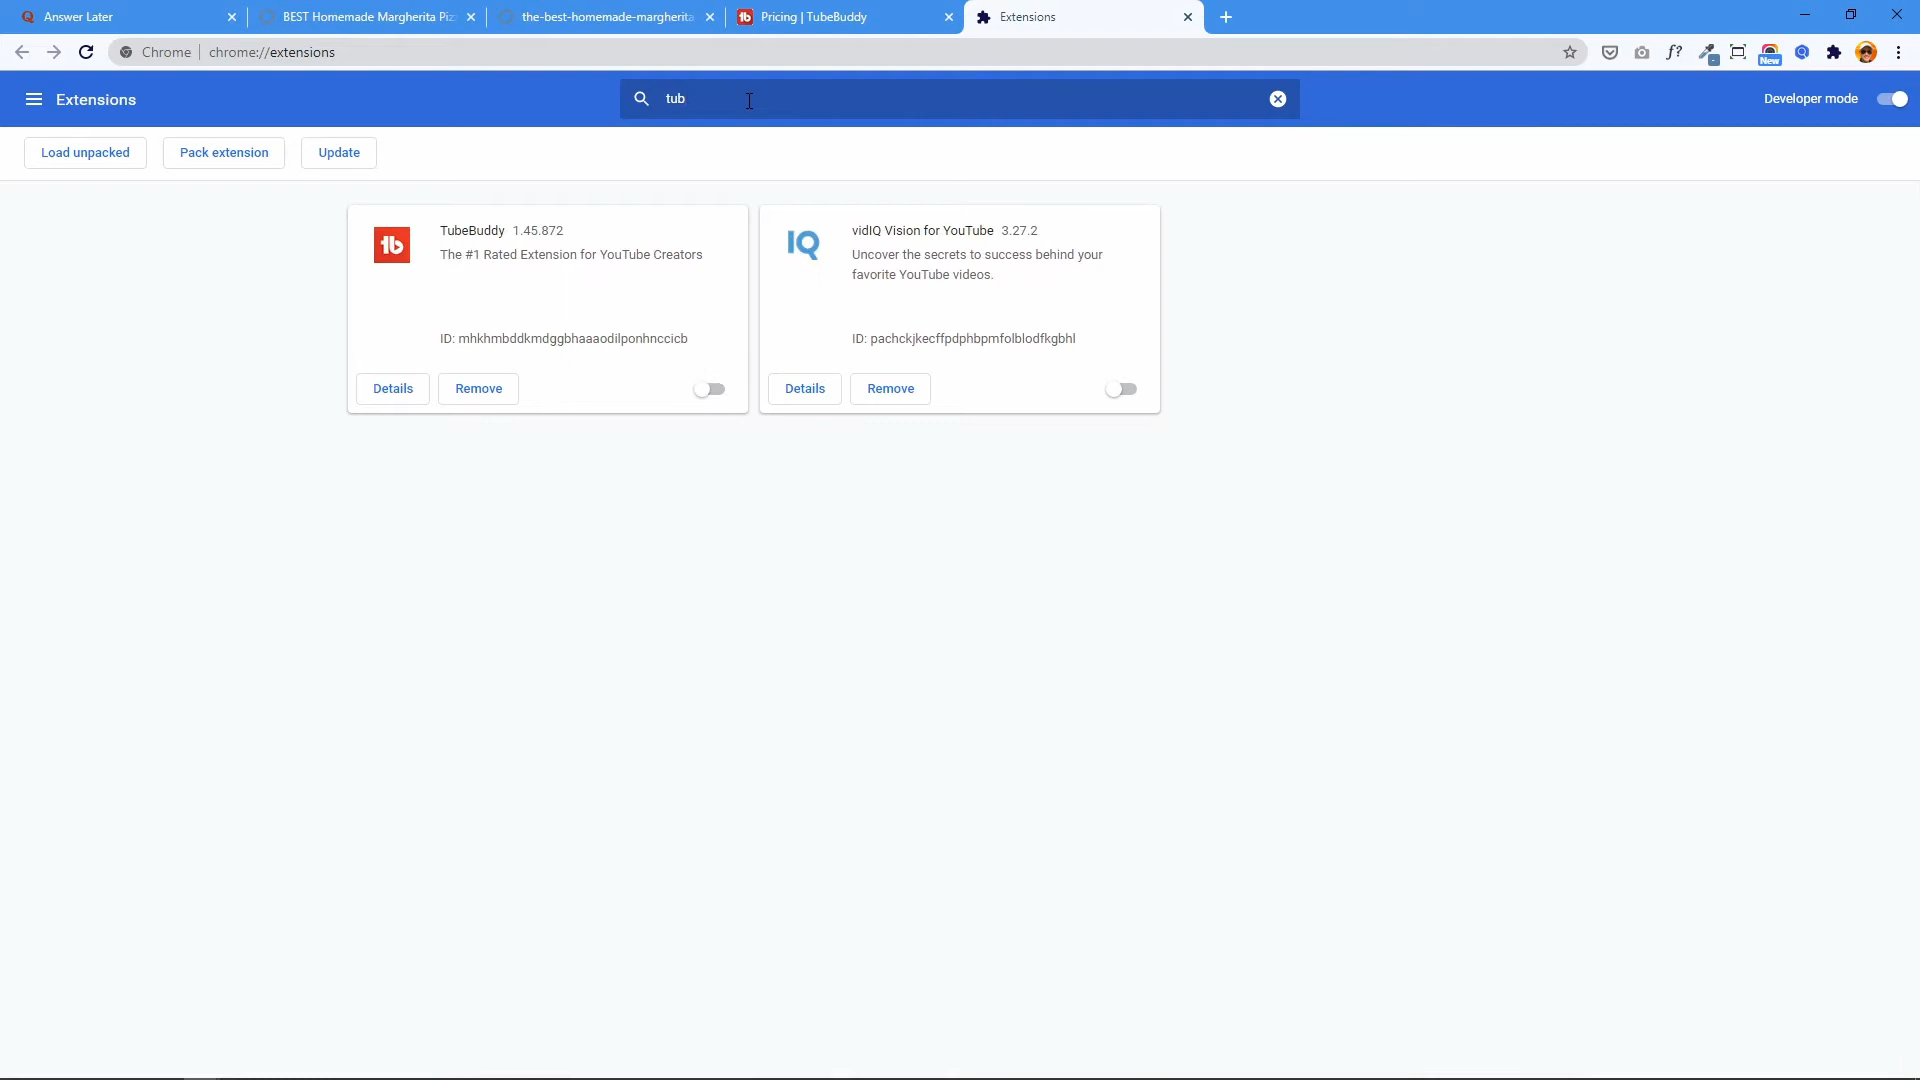 Answer Later
BEST Homemade Margherita Piz
the-best-homemade-margherita
Pricing | TubeBuddy
Extensions
Chrome | chrome://extensions
f?
New
Extensions
tub
Developer mode
Load unpacked
Pack extension
Update
tb
TubeBuddy 1.45.872
The #1 Rated Extension for YouTube Creators
ID: mhkhmbddkmdggbhaaaodilponhnccicb
Details
Remove
IQ
vidIQ Vision for YouTube 3.27.2
Uncover the secrets to success behind your
favorite YouTube videos.
ID: pachckjkecffpdphbpmfolblodfkgbhl
Details
Remove